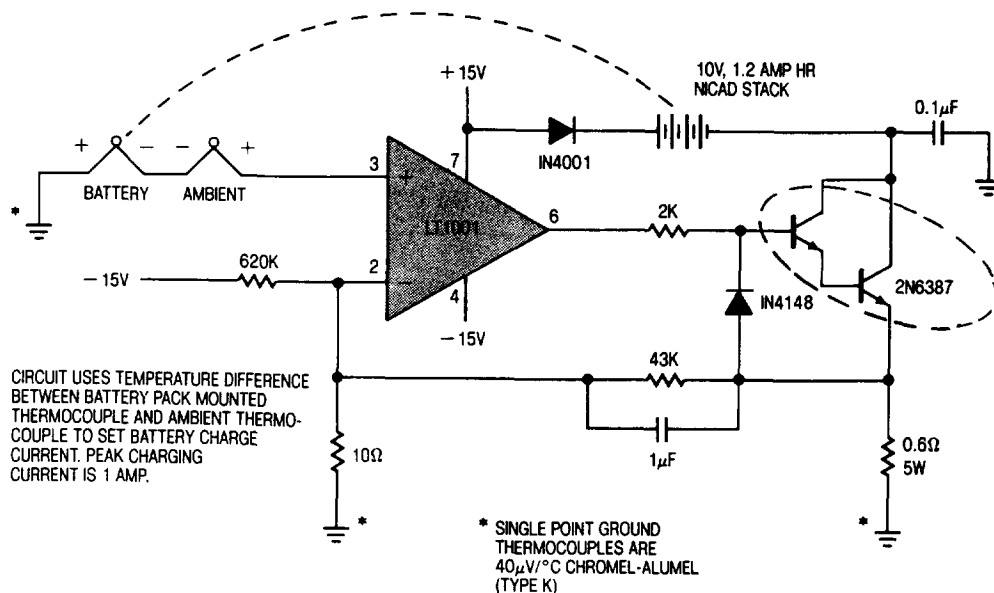 10V, 1.2 AMP HR
NICAD STACK
+15V
0.1μF
*
+ − − +
BATTERY
AMBIENT
3
+
7
IN4001
LT1001
6
2K
−15V
620K
2
−
4
−15V
IN4148
2N6387
43K
1μF
10Ω
0.6Ω
5W
CIRCUIT USES TEMPERATURE DIFFERENCE
BETWEEN BATTERY PACK MOUNTED
THERMOCOUPLE AND AMBIENT THERMO-
COUPLE TO SET BATTERY CHARGE
CURRENT. PEAK CHARGING
CURRENT IS 1 AMP.
*
*
* SINGLE POINT GROUND
THERMOCOUPLES ARE
40μV/°C CHROMEL-ALUMEL
(TYPE K)